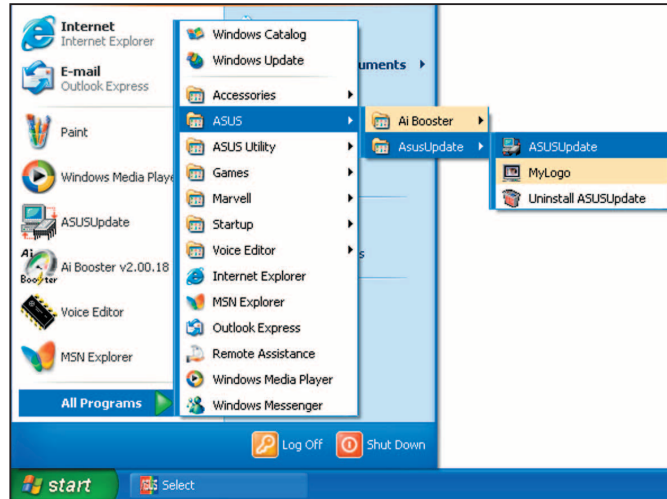 Internet
Internet Explorer
E-mail
Outlook Express
Paint
Windows Media Playe
ASUSUpdate
Ai Booster
Ai Booster v2.00.18
Voice Editor
MSN Explorer
All Programs
Windows Catalog
Windows Update
Accessories
ASUS
ASUS Utility
Games
Marvell
Startup
Voice Editor
Internet Explorer
MSN Explorer
Outlook Express
Remote Assistance
Windows Media Player
Windows Messenger
uments
s
Ai Booster
AsusUpdate
ASUSUpdate
MyLogo
Uninstall ASUSUpdate
Log Off
Shut Down
start
Select